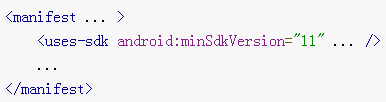 <manifest ... >
    <uses-sdk android:minSdkVersion="11" ... />
    ...
</manifest>